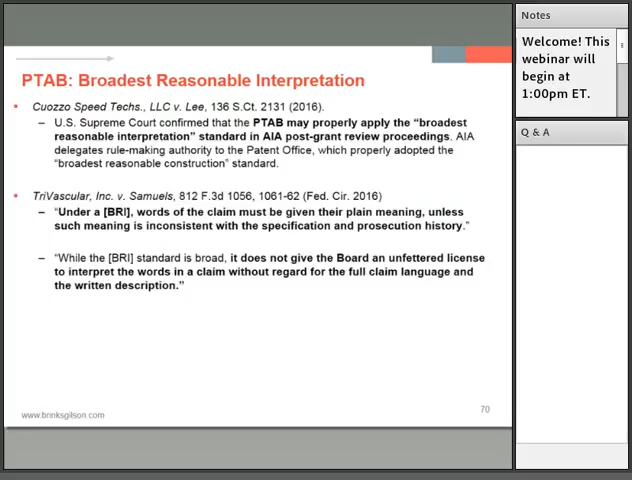 PTAB: Broadest Reasonable Interpretation
• Cuozzo Speed Techs., LLC v. Lee, 136 S.Ct. 2131 (2016).
– U.S. Supreme Court confirmed that the PTAB may properly apply the “broadest
reasonable interpretation” standard in AIA post-grant review proceedings. AIA
delegates rule-making authority to the Patent Office, which properly adopted the
“broadest reasonable construction” standard.
• TriVascular, Inc. v. Samuels, 812 F.3d 1056, 1061-62 (Fed. Cir. 2016)
– “Under a [BRI], words of the claim must be given their plain meaning, unless
such meaning is inconsistent with the specification and prosecution history.”
– “While the [BRI] standard is broad, it does not give the Board an unfettered license
to interpret the words in a claim without regard for the full claim language and
the written description.”
www.brinksgilson.com
70
Notes
Welcome! This
webinar will
begin at
1:00pm ET.
Q & A